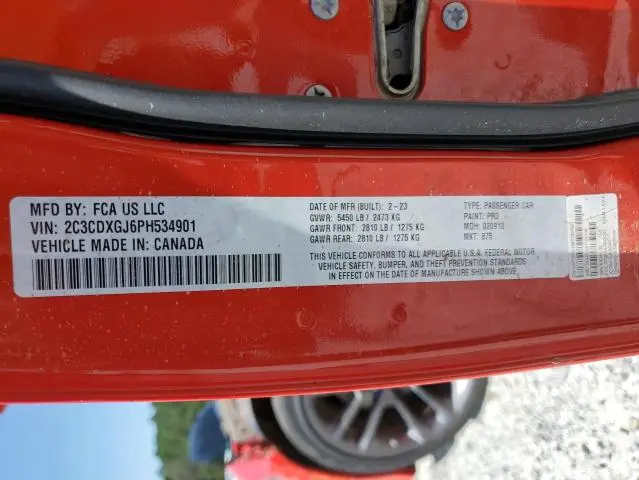 MFD BY: FCA US LLC
VIN: 2C3CDXGJ6PH534901
VEHICLE MADE IN: CANADA
DATE OF MFR (BUILT): 2-23
GVWR: 5450 LB / 2473 KG
GAWR FRONT: 2810 LB / 1275 KG
GAWR REAR: 2810 LB / 1275 KG
TYPE: PASSENGER CAR
PAINT: PR3
MDH: 020910
MKT: 875
THIS VEHICLE CONFORMS TO ALL APPLICABLE U.S.A. FEDERAL MOTOR
VEHICLE SAFETY, BUMPER, AND THEFT PREVENTION STANDARDS
IN EFFECT ON THE DATE OF MANUFACTURE SHOWN ABOVE.